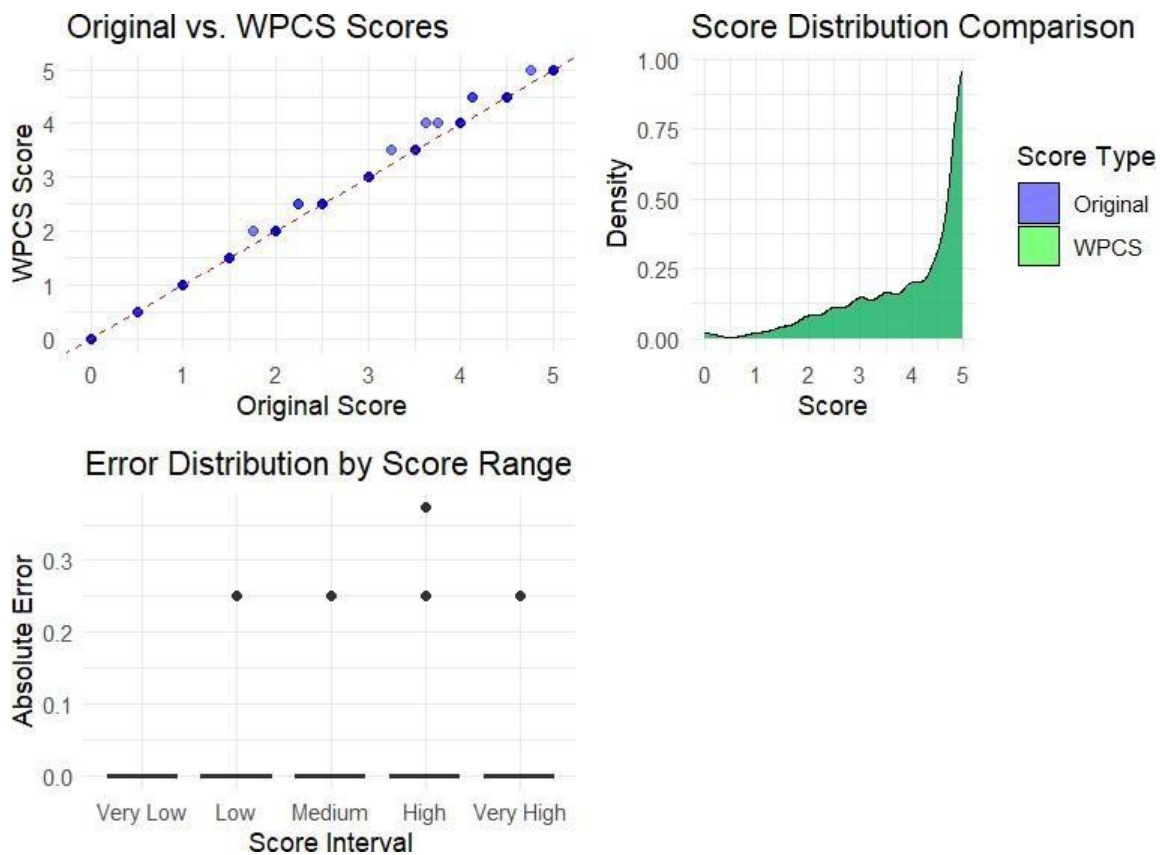 Original vs. WPCS Scores
WPCS Score
5
4
3
2
1
0
0 1 2 3 4 5
Original Score
Score Distribution Comparison
Density
1.00
0.75
0.50
0.25
0.00
0 1 2 3 4 5
Score
Score Type
Original
WPCS
Error Distribution by Score Range
Absolute Error
0.3
0.2
0.1
0.0
Very Low Low Medium High Very High
Score Interval